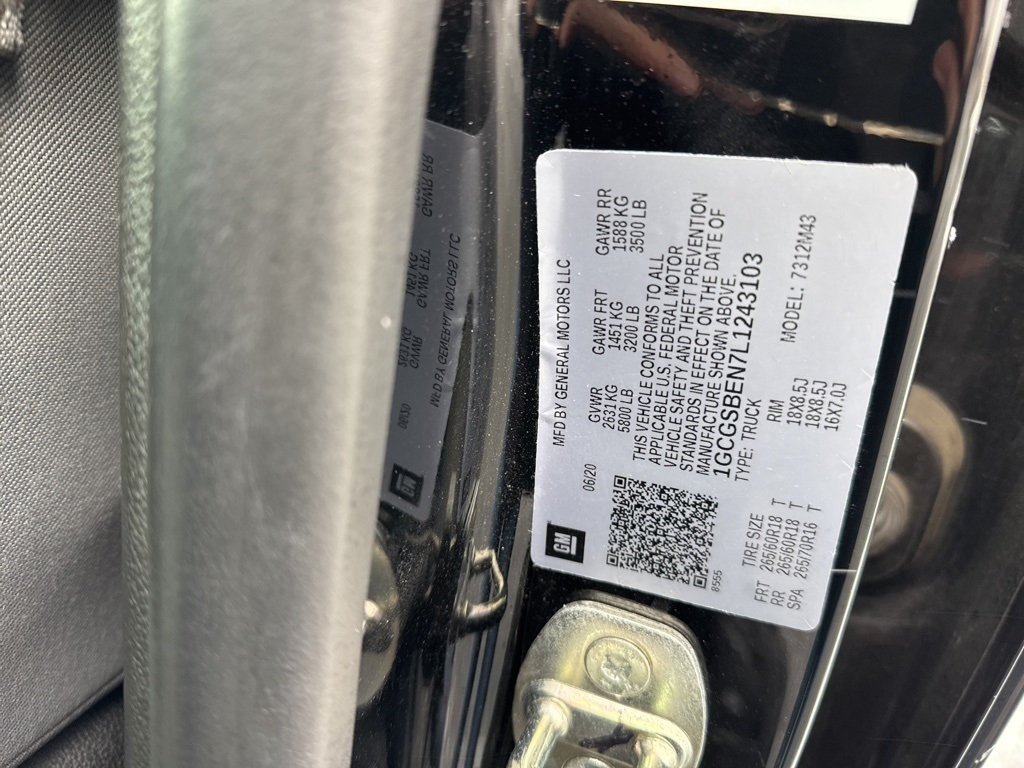 GM
06/20
MFD BY GENERAL MOTORS LLC
GVWR GAWR FRT GAWR RR
2631 KG 1451 KG 1588 KG
5800 LB 3200 LB 3500 LB
THIS VEHICLE CONFORMS TO ALL
APPLICABLE U.S. FEDERAL MOTOR
VEHICLE SAFETY AND THEFT PREVENTION
STANDARDS IN EFFECT ON THE DATE OF
MANUFACTURE SHOWN ABOVE.
1GCGSBEN7L1243103
TYPE: TRUCK
8555
MODEL: 7312M43
TIRE SIZE RIM
FRT 265/60R18 T 18X8.5J
RR 265/60R18 T 18X8.5J
SPA 265/70R16 T 16X7.0J